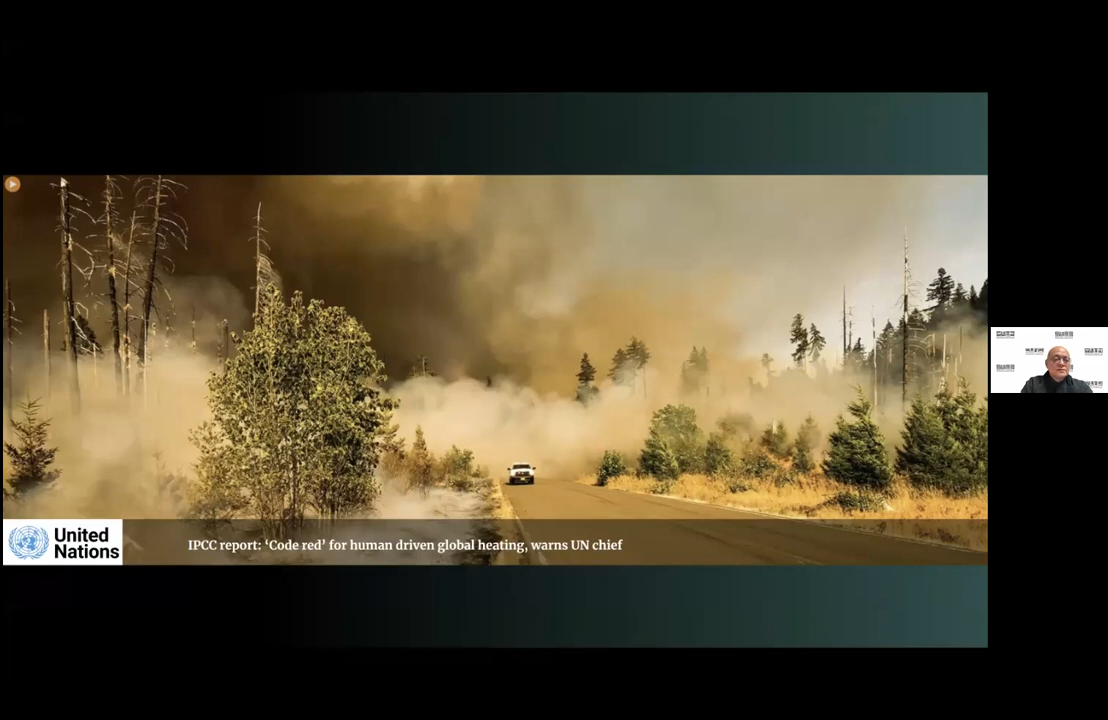 United
Nations
IPCC report: ‘Code red’ for human driven global heating, warns UN chief